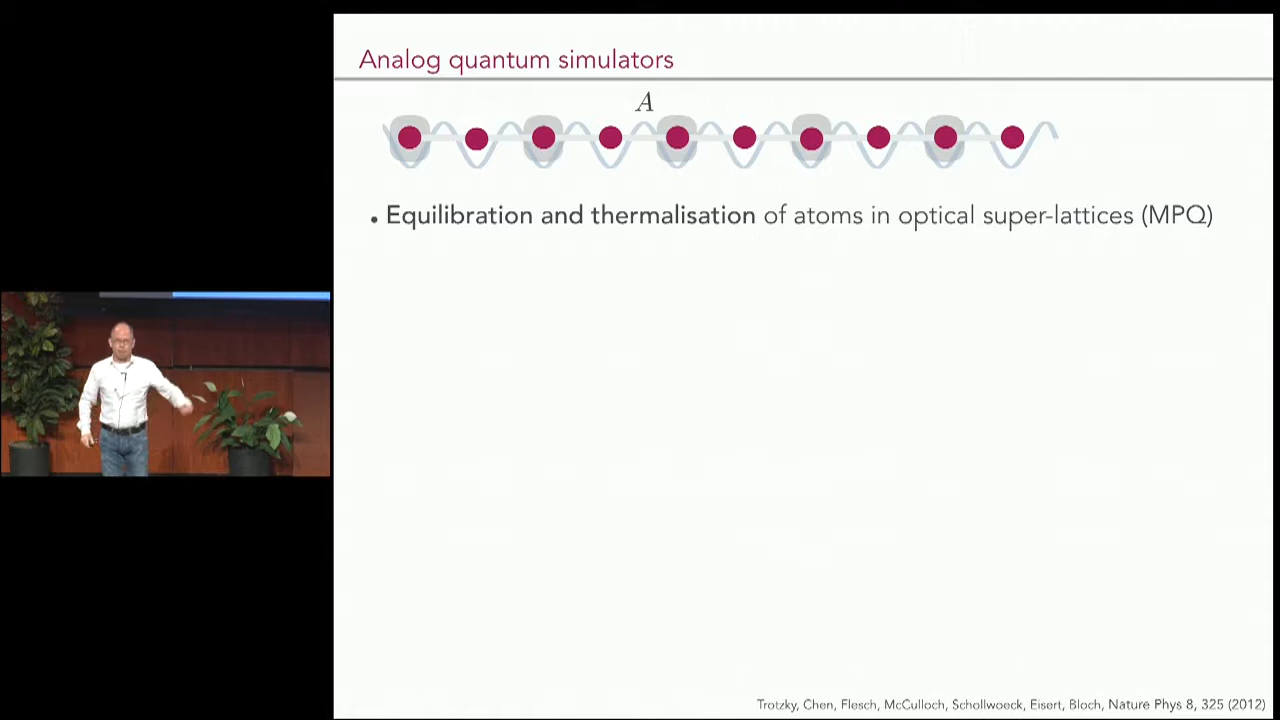 Analog quantum simulators
A
• Equilibration and thermalisation of atoms in optical super-lattices (MPQ)
Trotzky, Chen, Flesch, McCulloch, Schollwoeck, Eisert, Bloch, Nature Phys 8, 325 (2012)